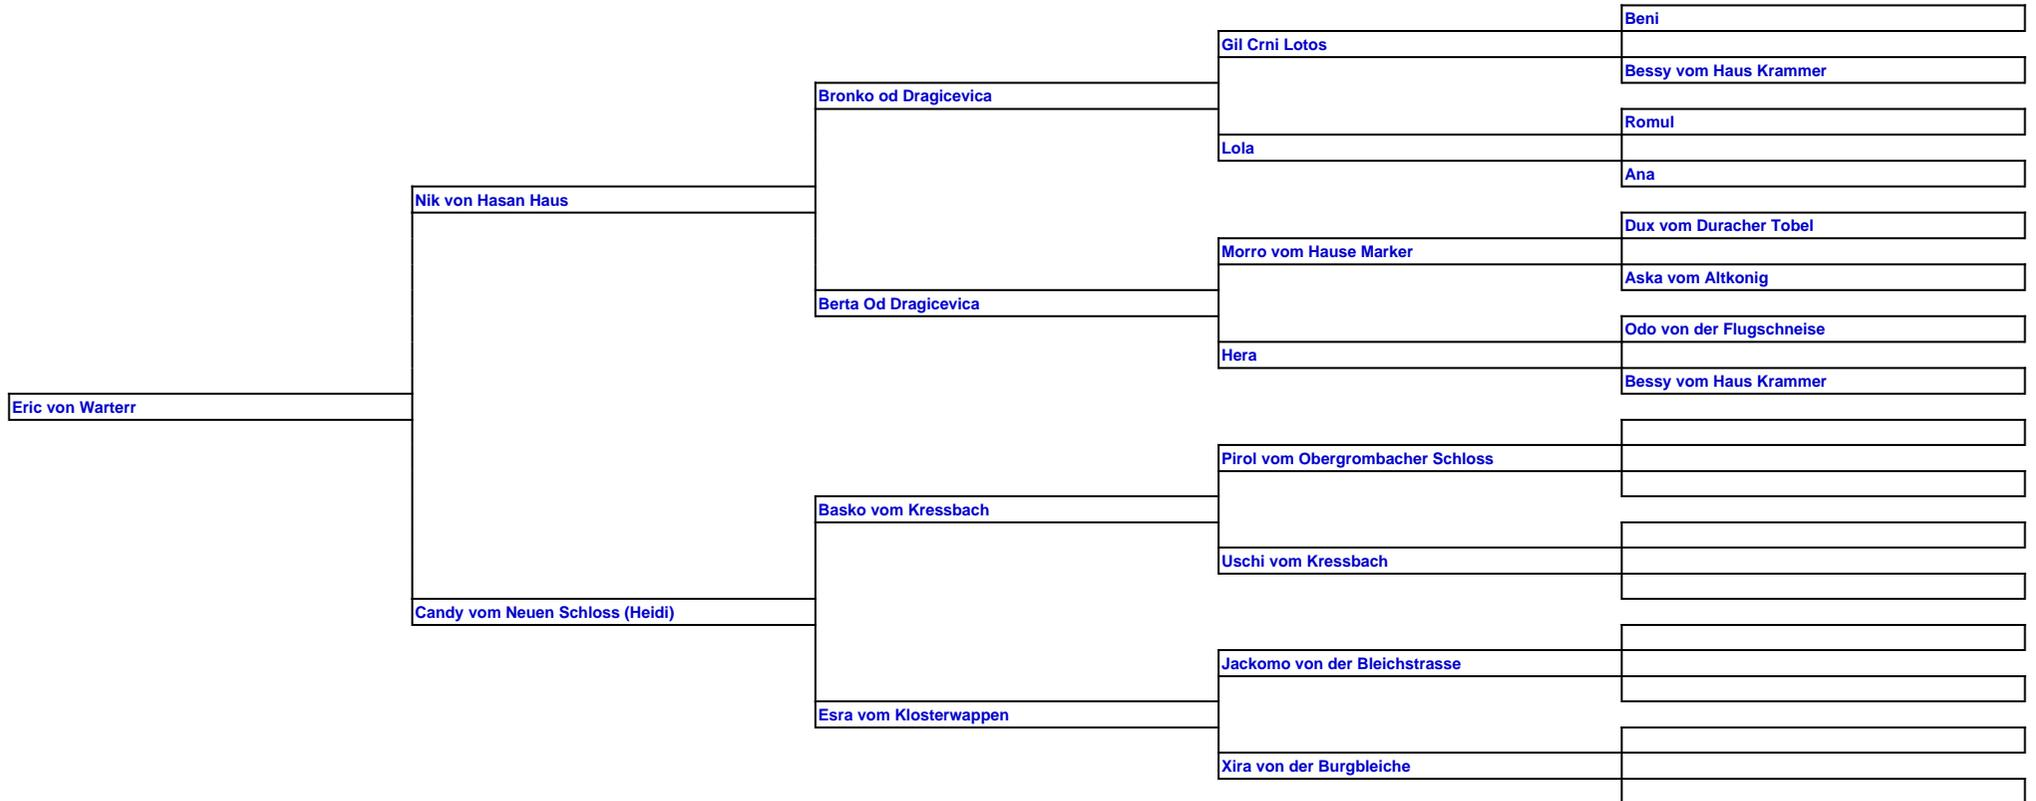 Beni
Gil Crni Lotos
Bessy vom Haus Krammer
Bronko od Dragicevica
Romul
Lola
Ana
Nik von Hasan Haus
Dux vom Duracher Tobel
Morro vom Hause Marker
Aska vom Altkonig
Berta Od Dragicevica
Odo von der Flugschneise
Hera
Bessy vom Haus Krammer
Eric von Warterr
Pirol vom Obergrombacher Schloss
Basko vom Kressbach
Uschi vom Kressbach
Candy vom Neuen Schloss (Heidi)
Jackomo von der Bleichstrasse
Esra vom Klosterwappen
Xira von der Burgbleiche